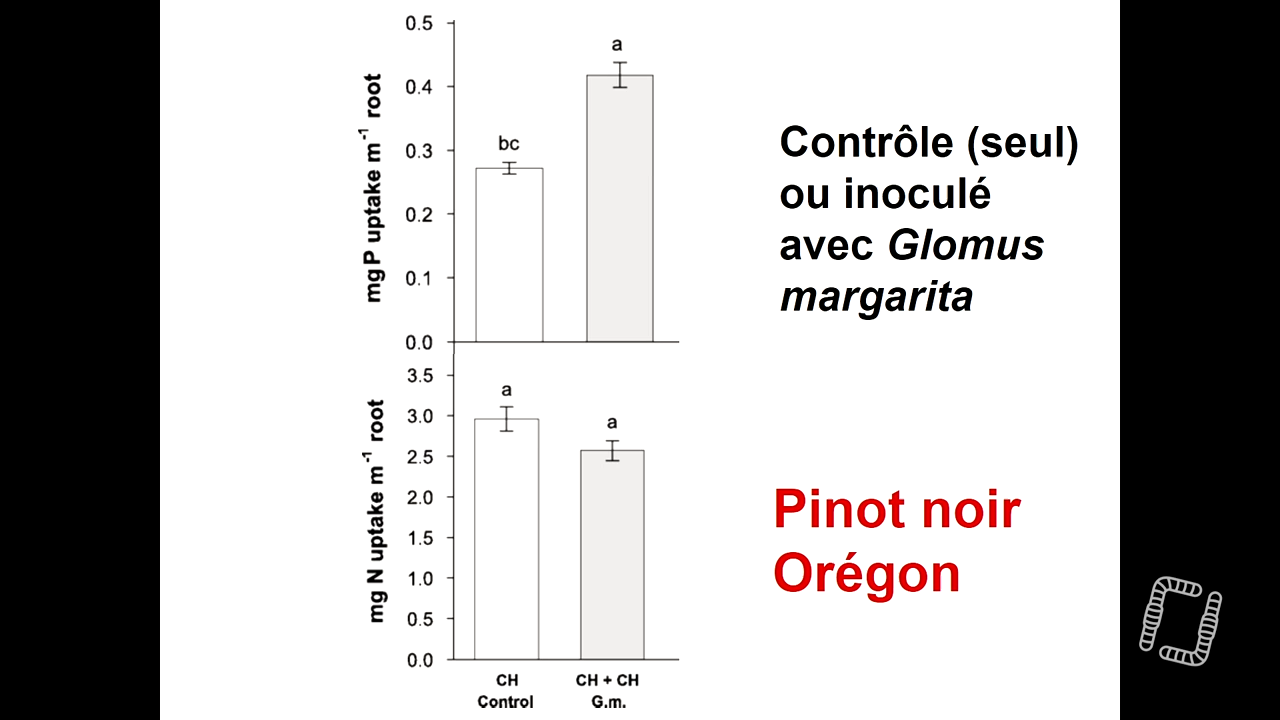 0.5
0.4
0.3
0.2
0.1
0.0
mg P uptake m-1 root
bc
a
Contrôle (seul)
ou inoculé
avec Glomus
margarita
3.5
3.0
2.5
2.0
1.5
1.0
0.5
0.0
mg N uptake m-1 root
a
a
Pinot noir
Orégon
CH
Control
CH + CH
G.m.